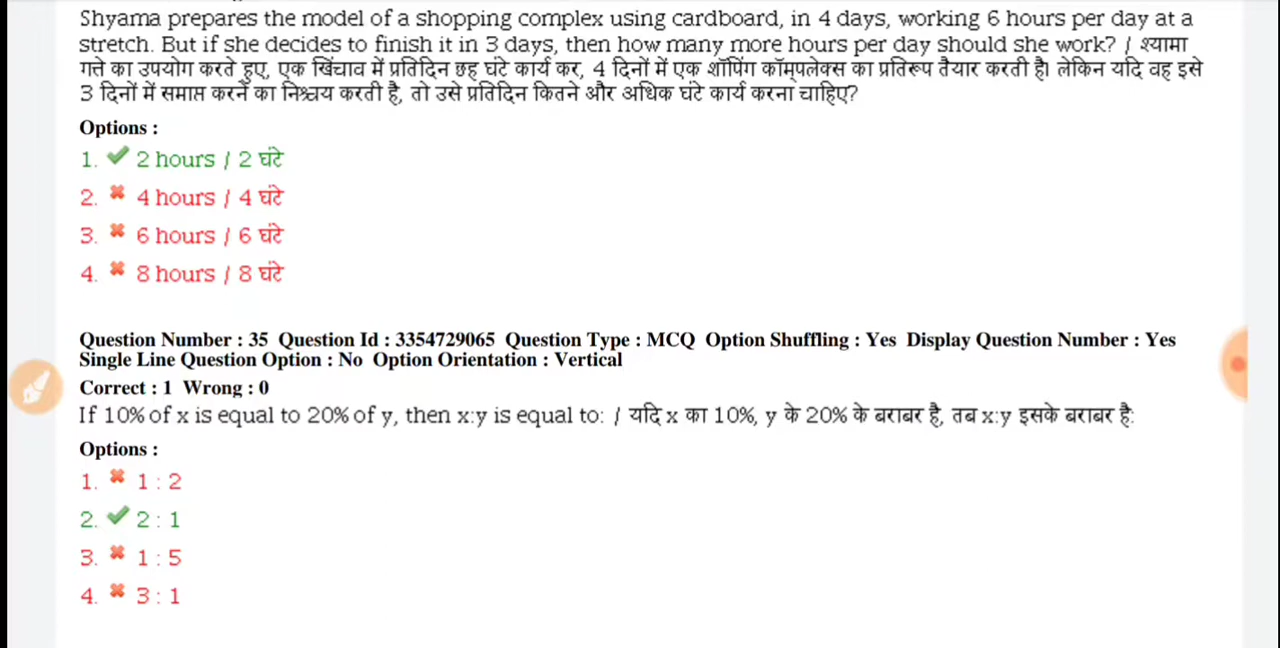 Shyama prepares the model of a shopping complex using cardboard, in 4 days, working 6 hours per day at a
stretch. But if she decides to finish it in 3 days, then how many more hours per day should she work? / श्यामा
गत्ते का उपयोग करते हुए, एक खिंचाव में प्रतिदिन छह घंटे कार्य कर, 4 दिनों में एक शॉपिंग कॉम्पलेक्स का प्रतिरूप तैयार करती है। लेकिन यदि वह इसे
3 दिनों में समाप्त करने का निश्चय करती है, तो उसे प्रतिदिन कितने और अधिक घंटे कार्य करना चाहिए?
Options :
1. 2 hours / 2 घंटे
2. 4 hours / 4 घंटे
3. 6 hours / 6 घंटे
4. 8 hours / 8 घंटे
Question Number : 35 Question Id : 3354729065 Question Type : MCQ Option Shuffling : Yes Display Question Number : Yes
Single Line Question Option : No Option Orientation : Vertical
Correct : 1 Wrong : 0
If 10% of x is equal to 20% of y, then x:y is equal to: / यदि x का 10%, y के 20% के बराबर है, तब x:y इसके बराबर है:
Options :
1. 1 : 2
2. 2 : 1
3. 1 : 5
4. 3 : 1